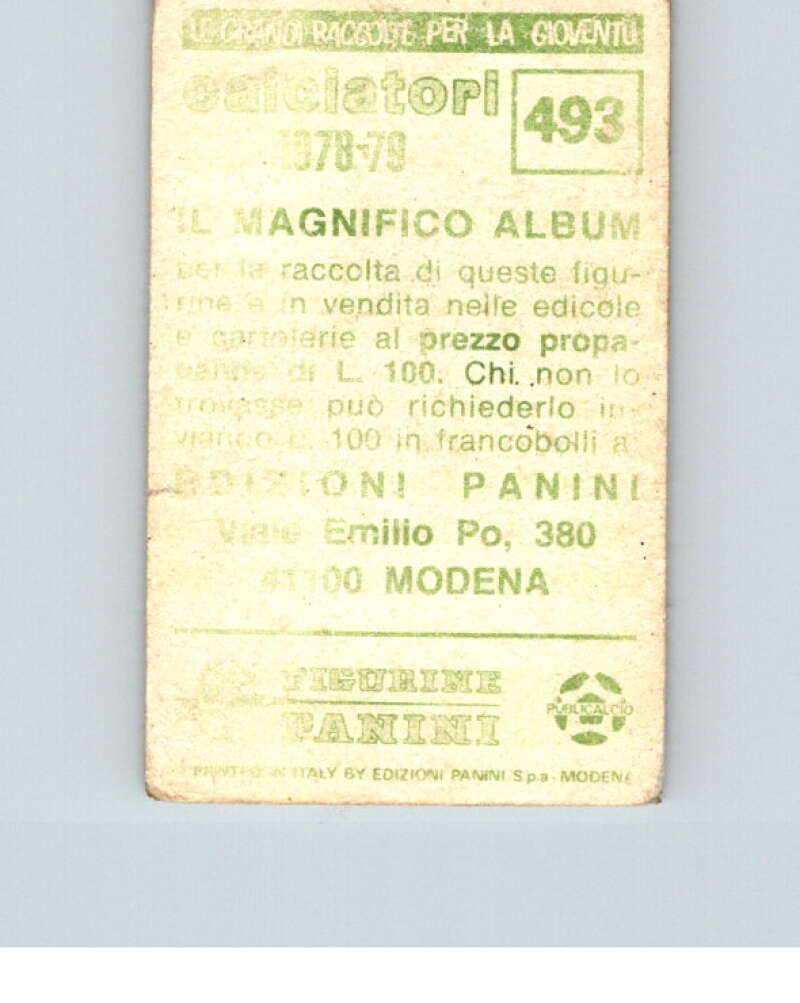 LE GRANDI RACCOLTE PER LA GIOVENTÙ
calciatori
1978-79
493
IL MAGNIFICO ALBUM
per la raccolta di queste figu-
rine è in vendita nelle edicole
e cartolerie al prezzo propa-
ganda di L. 100. Chi non lo
trovasse può richiederlo in-
viando L. 100 in francobolli a
EDIZIONI PANINI
Viale Emilio Po, 380
41100 MODENA
FIGURINE
PANINI
PUBLICALCIO
PRINTED IN ITALY BY EDIZIONI PANINI S.p.a - MODENA